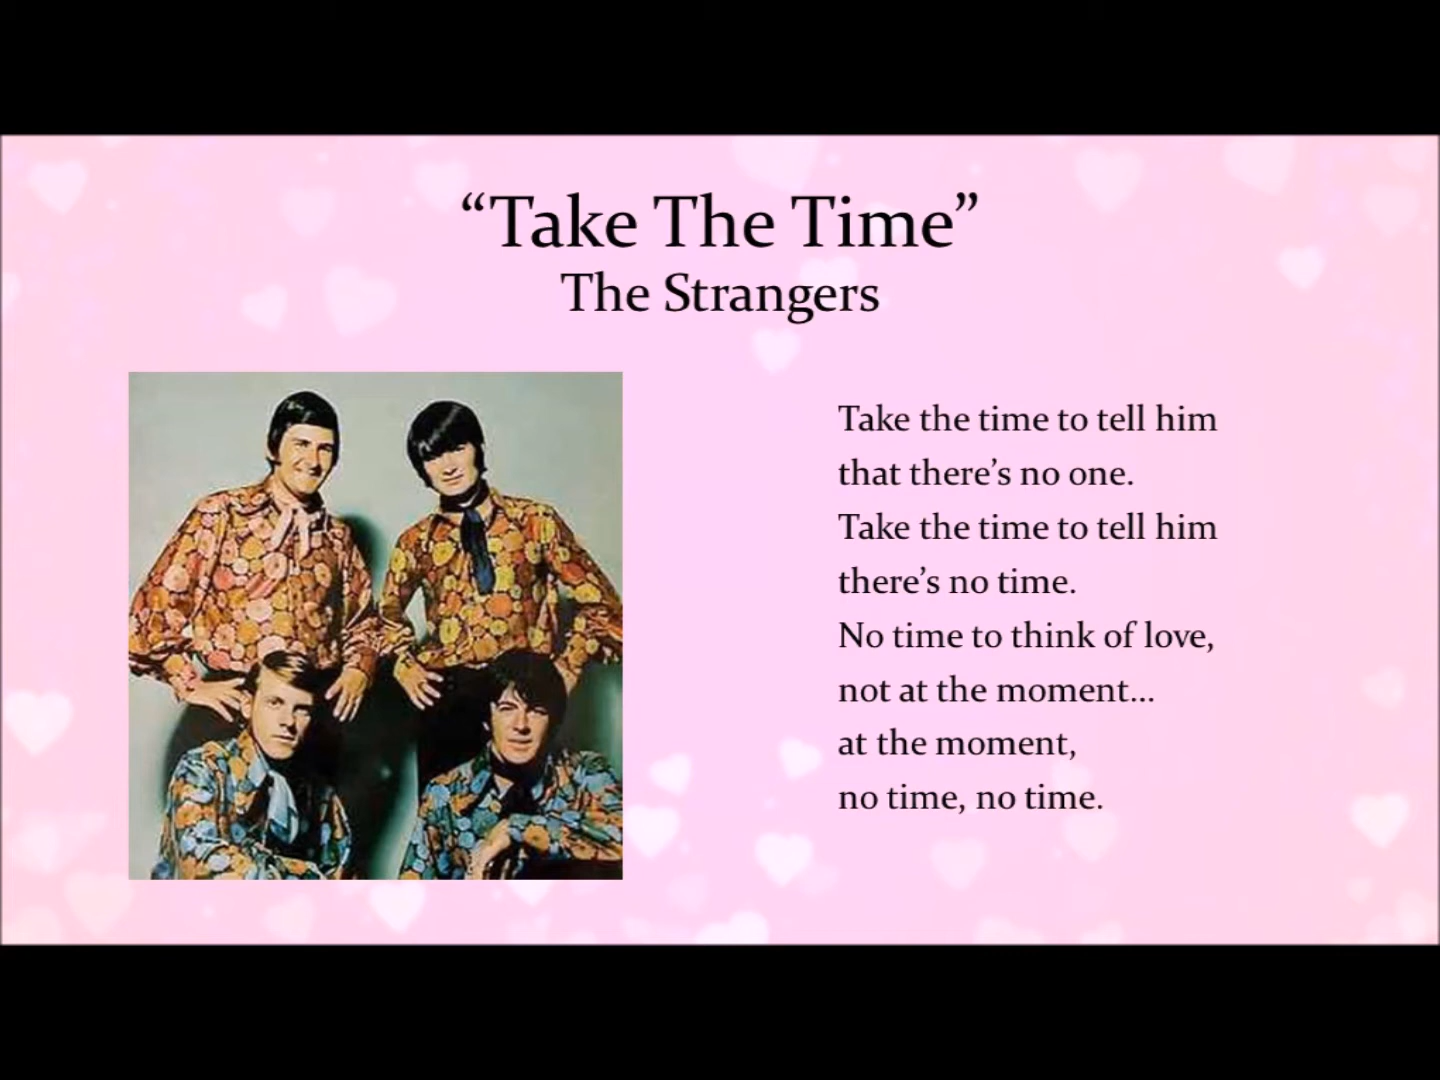 “Take The Time”
The Strangers
Take the time to tell him
that there’s no one.
Take the time to tell him
there’s no time.
No time to think of love,
not at the moment...
at the moment,
no time, no time.